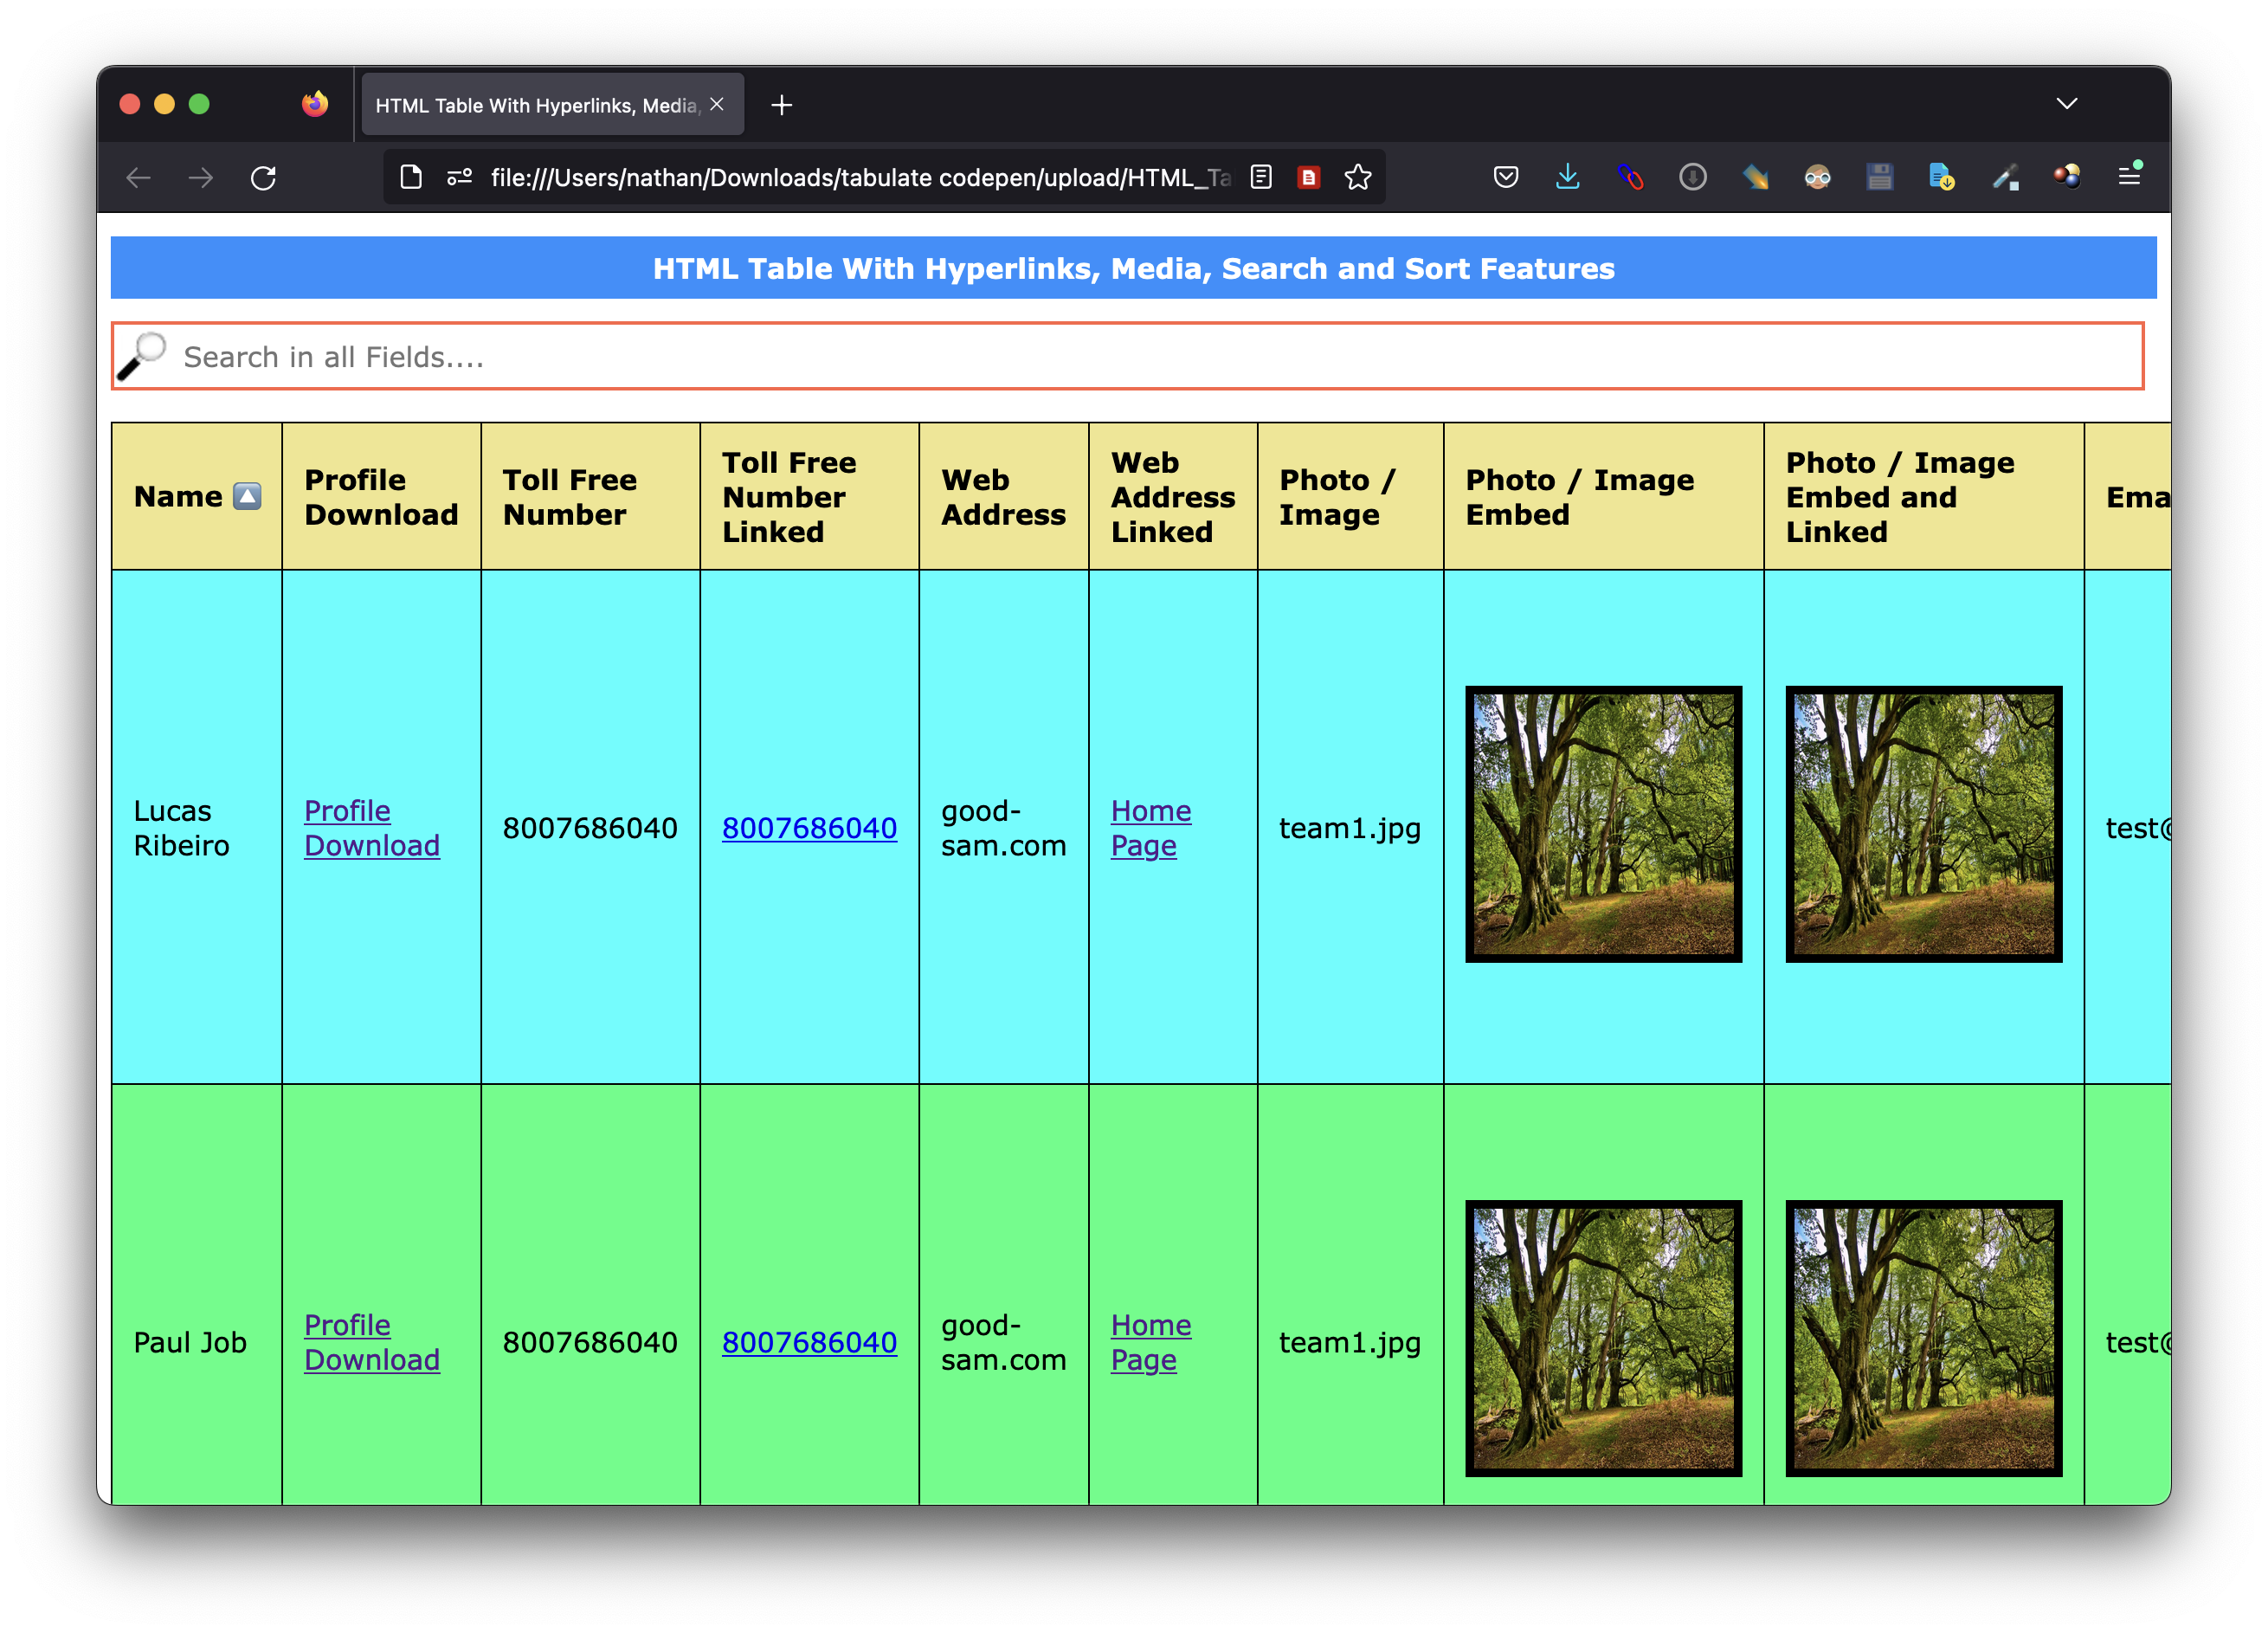 HTML Table With Hyperlinks, Media,
file:///Users/nathan/Downloads/tabulate codepen/upload/HTML_Ta
HTML Table With Hyperlinks, Media, Search and Sort Features
Search in all Fields....
Name
Profile
Download
Toll Free
Number
Toll Free
Number
Linked
Web
Address
Web
Address
Linked
Photo /
Image
Photo / Image
Embed
Photo / Image
Embed and
Linked
Ema
Lucas
Ribeiro
Profile
Download
8007686040
8007686040
good-
sam.com
Home
Page
team1.jpg
test@
Paul Job
Profile
Download
8007686040
8007686040
good-
sam.com
Home
Page
team1.jpg
test@